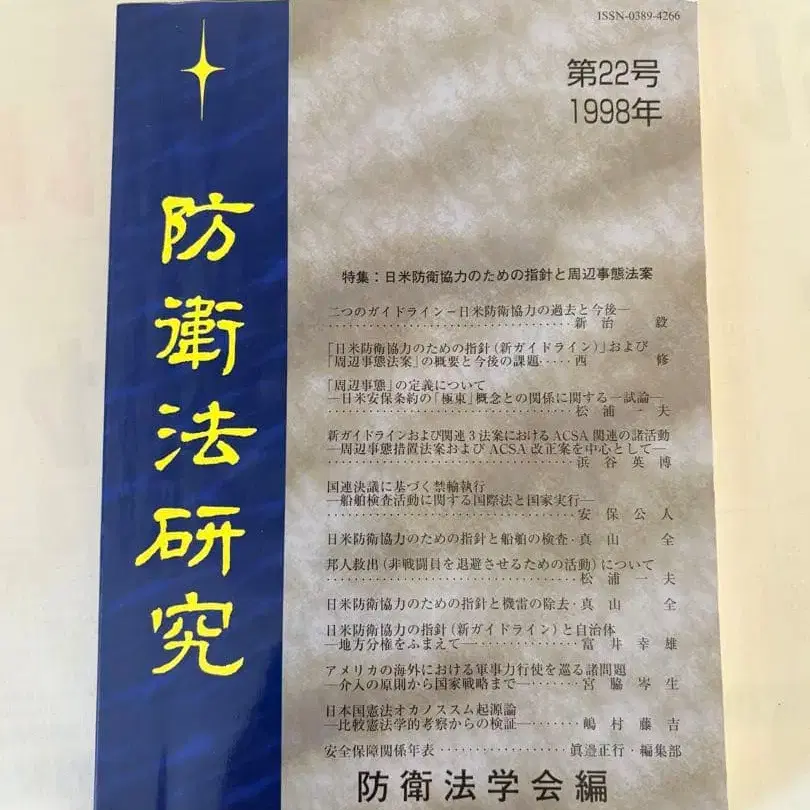 ISSN-0389-4266
第22号
1998年
防衛法研究
特集：日米防衛協力のための指針と周辺事態法案
二つのガイドライン－日米防衛協力の過去と今後―
新治 毅
「日米防衛協力のための指針（新ガイドライン）」および
「周辺事態法案」の概要と今後の課題‥‥‥西 修
「周辺事態」の定義について
―日米安保条約の「極東」概念との関係に関する一試論―
松浦一夫
新ガイドラインおよび関連３法案におけるACSA関連の諸活動
―周辺事態措置法案およびACSA改正案を中心として―
浜谷英博
国連決議に基づく禁輸執行
―船舶検査活動に関する国際法と国家実行―
安保公人
日米防衛協力のための指針と船舶の検査・真山 全
邦人救出（非戦闘員を退避させるための活動）について
松浦一夫
日米防衛協力のための指針と機雷の除去・真山 全
日米防衛協力の指針（新ガイドライン）と自治体
―地方分権をふまえて―‥‥‥‥‥富井幸雄
アメリカの海外における軍事力行使を巡る諸問題
―介入の原則から国家戦略まで―‥‥‥宮脇岑生
日本国憲法オカノススム起源論
―比較憲法学的考察からの検証―‥‥‥嶋村藤吉
安全保障関係年表‥‥‥‥‥‥‥‥眞邉正行・編集部
防衛法学会編